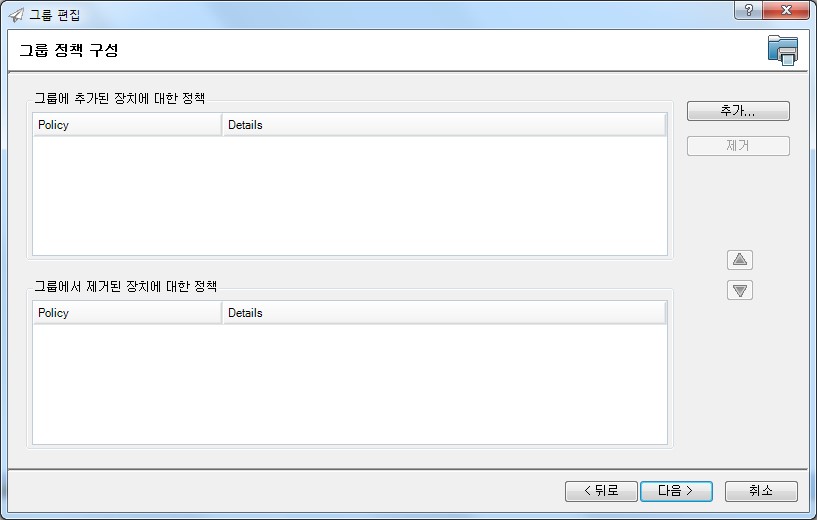 그룹 편집
그룹 정책 구성
그룹에 추가된 장치에 대한 정책
Policy Details
추가...
제거
그룹에서 제거된 장치에 대한 정책
Policy Details
< 뒤로 다음 > 취소